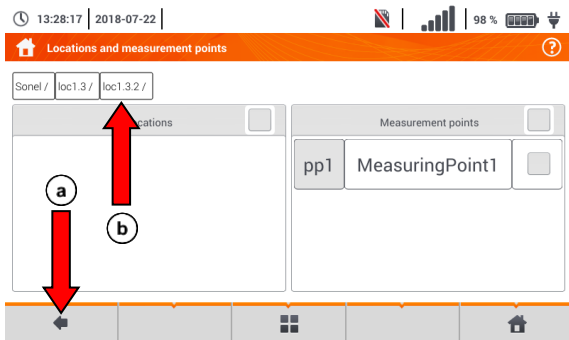 13:28:17 2018-07-22 98 %
Locations and measurement points ?
Sonel / loc1.3 / loc1.3.2 /
cations Measurement points
pp1 MeasuringPoint1
a
b